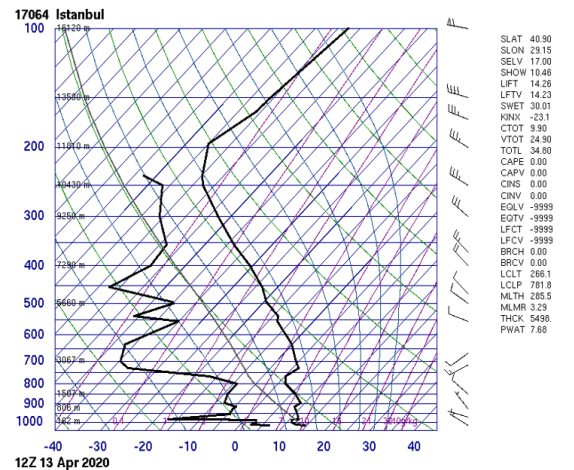 17064 Istanbul
100
16120 m
13580 m
200
11810 m
10430 m
300
9250 m
400
7290 m
500
5660 m
600
700
3067 m
800
1507 m
900
806 m
1000
162 m
0.4
-40 -30 -20 -10 0 10 20 30 40
12Z 13 Apr 2020
SLAT 40.90
SLON 29.15
SELV 17.00
SHOW 10.46
LIFT 14.26
LFTV 14.23
SWET 30.01
KINX -23.1
CTOT 9.90
VTOT 24.90
TOTL 34.80
CAPE 0.00
CAPV 0.00
CINS 0.00
CINV 0.00
EQLV -9999
EQTV -9999
LFCT -9999
LFCV -9999
BRCH 0.00
BRCV 0.00
LCLT 266.1
LCLP 781.8
MLTH 285.5
MLMR 3.29
THCK 5498.
PWAT 7.68